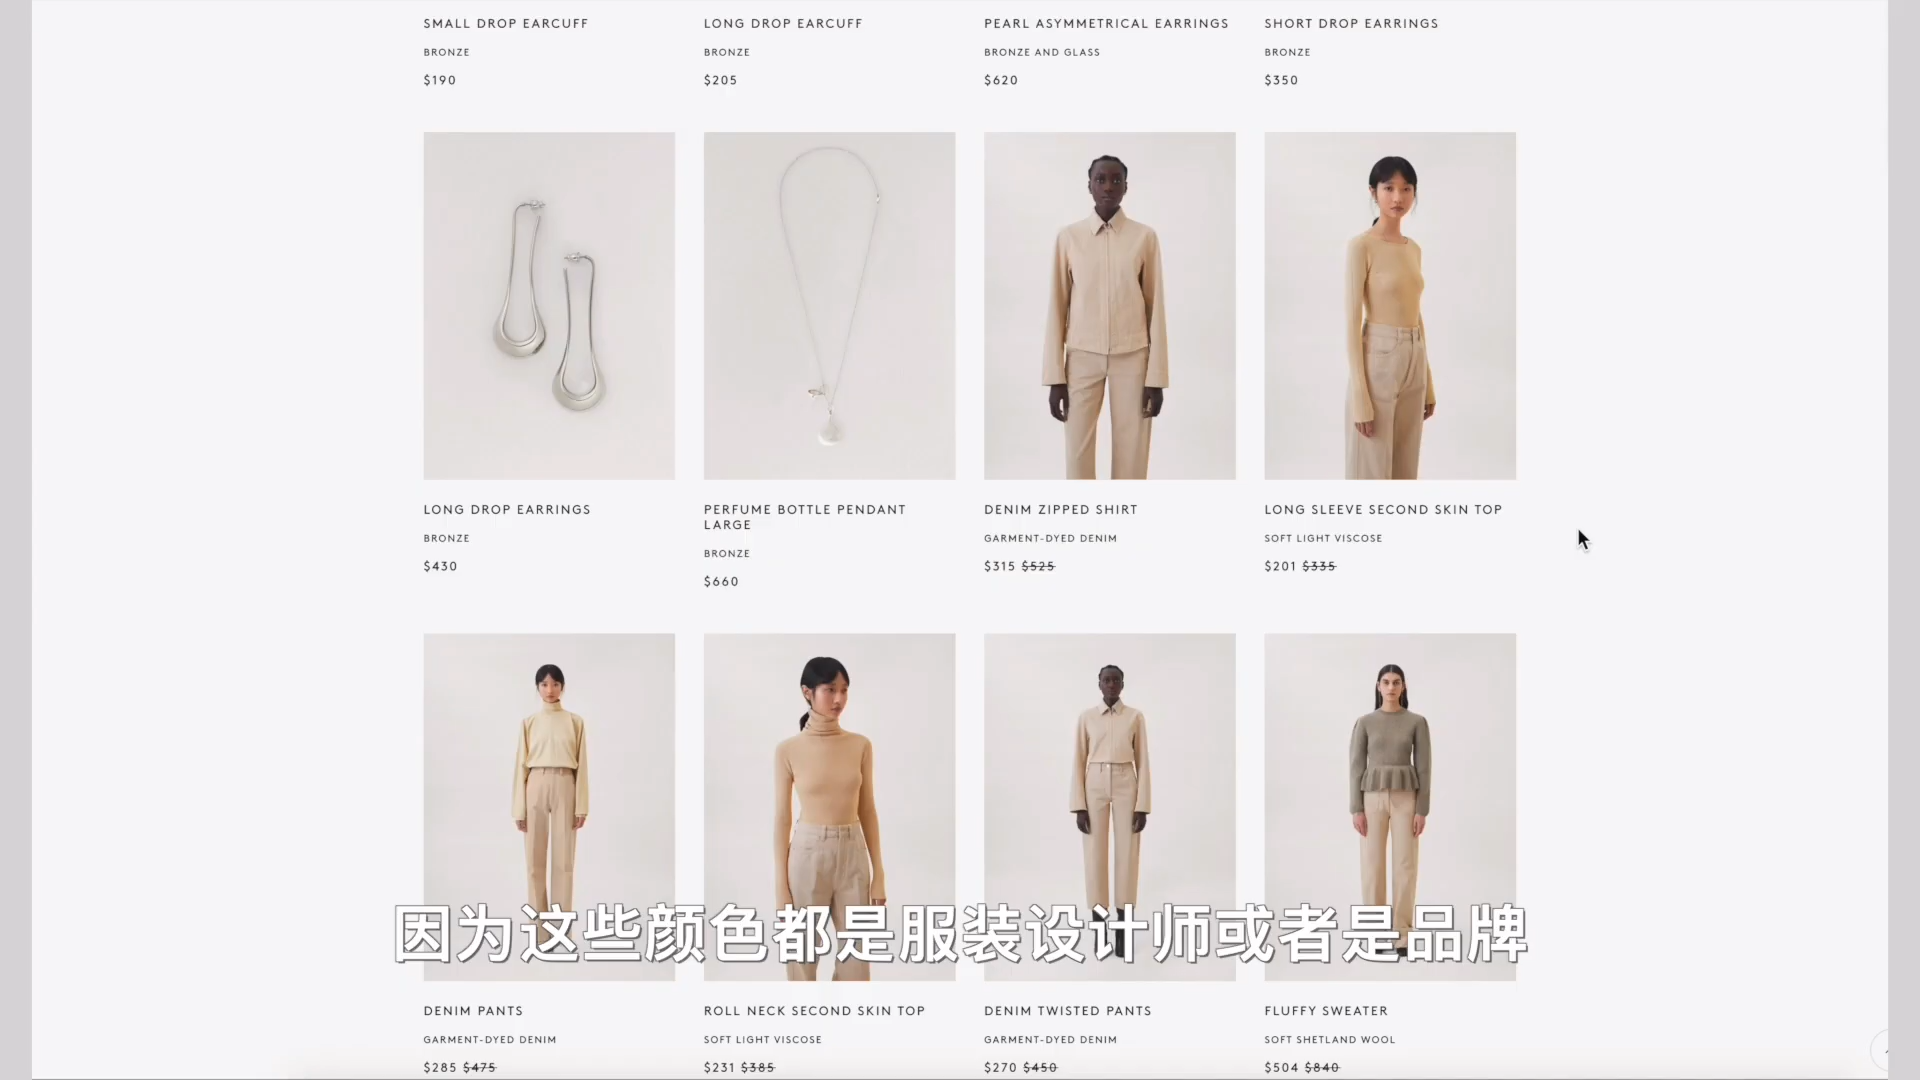 SMALL DROP EARCUFF
BRONZE
$190
LONG DROP EARCUFF
BRONZE
$205
PEARL ASYMMETRICAL EARRINGS
BRONZE AND GLASS
$620
SHORT DROP EARRINGS
BRONZE
$350
LONG DROP EARRINGS
BRONZE
$430
PERFUME BOTTLE PENDANT
LARGE
BRONZE
$660
DENIM ZIPPED SHIRT
GARMENT-DYED DENIM
$315 $525
LONG SLEEVE SECOND SKIN TOP
SOFT LIGHT VISCOSE
$201 $335
因为这些颜色都是服装设计师或者是品牌
DENIM PANTS
GARMENT-DYED DENIM
$285 $475
ROLL NECK SECOND SKIN TOP
SOFT LIGHT VISCOSE
$231 $385
DENIM TWISTED PANTS
GARMENT-DYED DENIM
$270 $450
FLUFFY SWEATER
SOFT SHETLAND WOOL
$504 $840